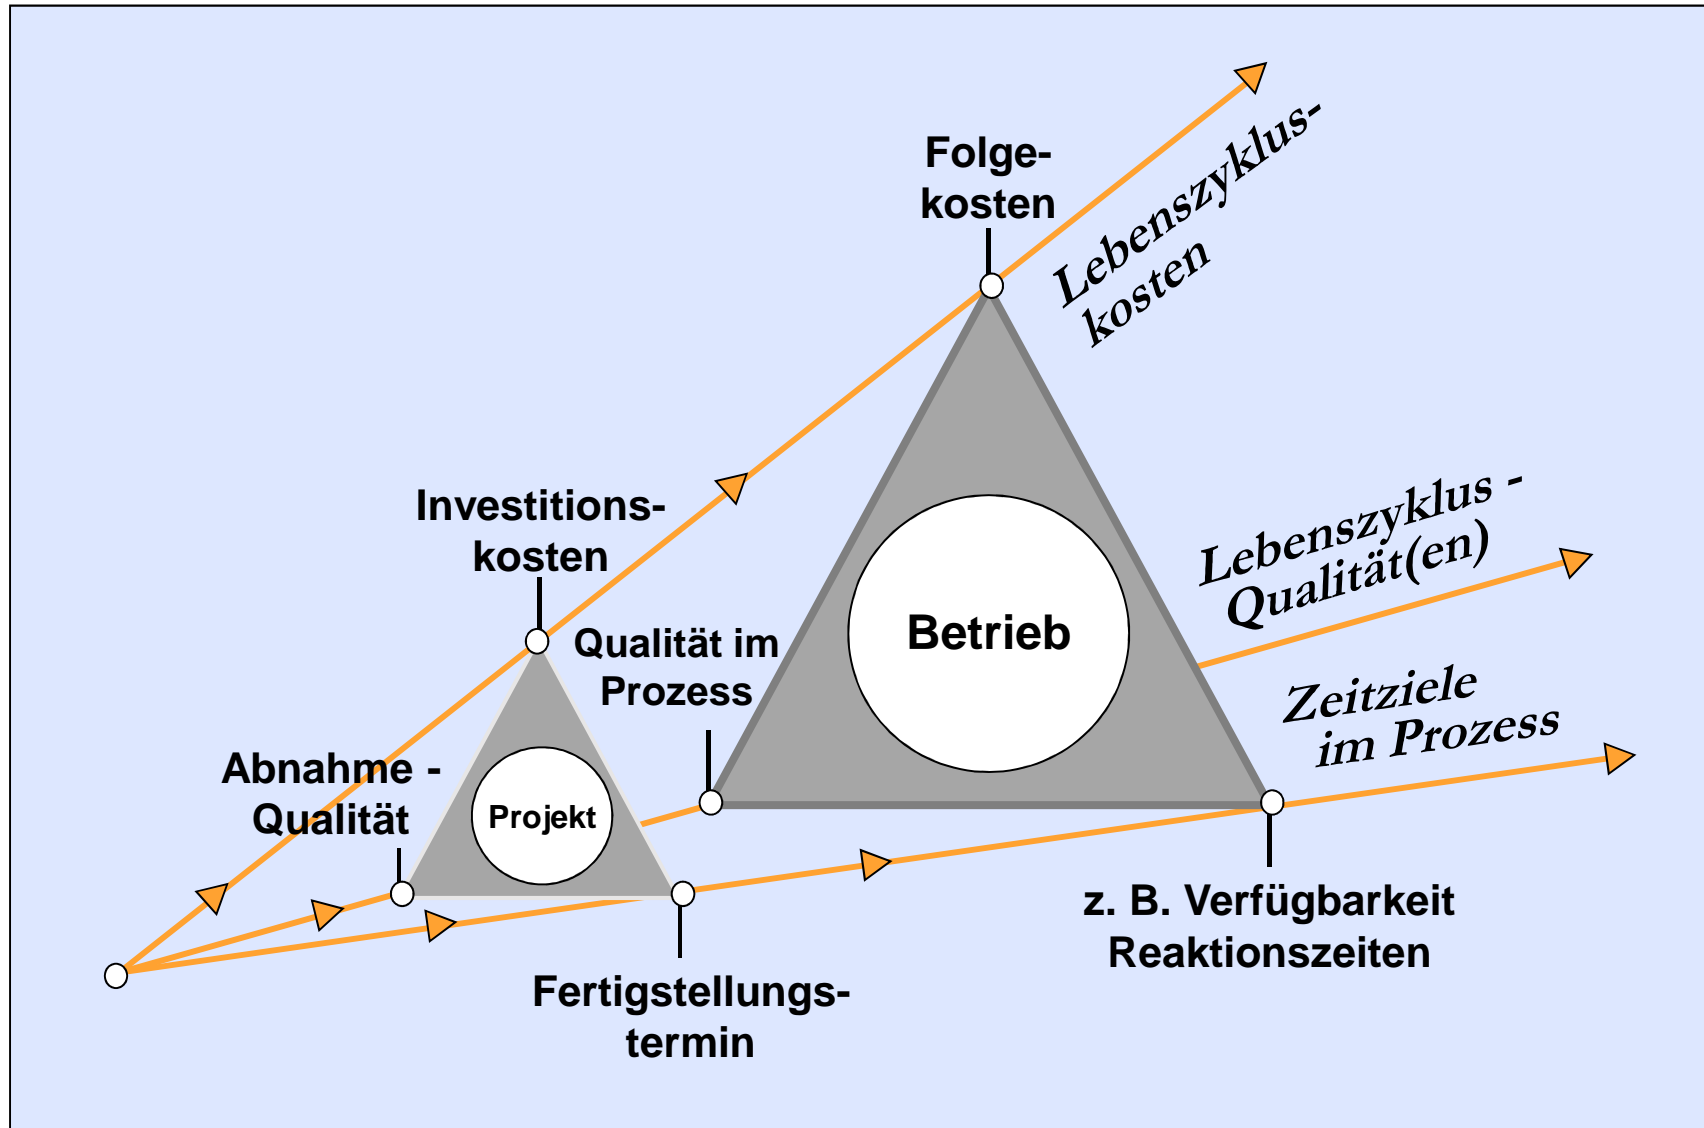 Folge-
kosten
Lebenszyklus-
kosten
Investitions-
kosten
Lebenszyklus -
Qualität(en)
Qualität im
Prozess
Betrieb
Zeitziele
im Prozess
Abnahme -
Qualität
Projekt
z. B. Verfügbarkeit
Reaktionszeiten
Fertigstellungs-
termin